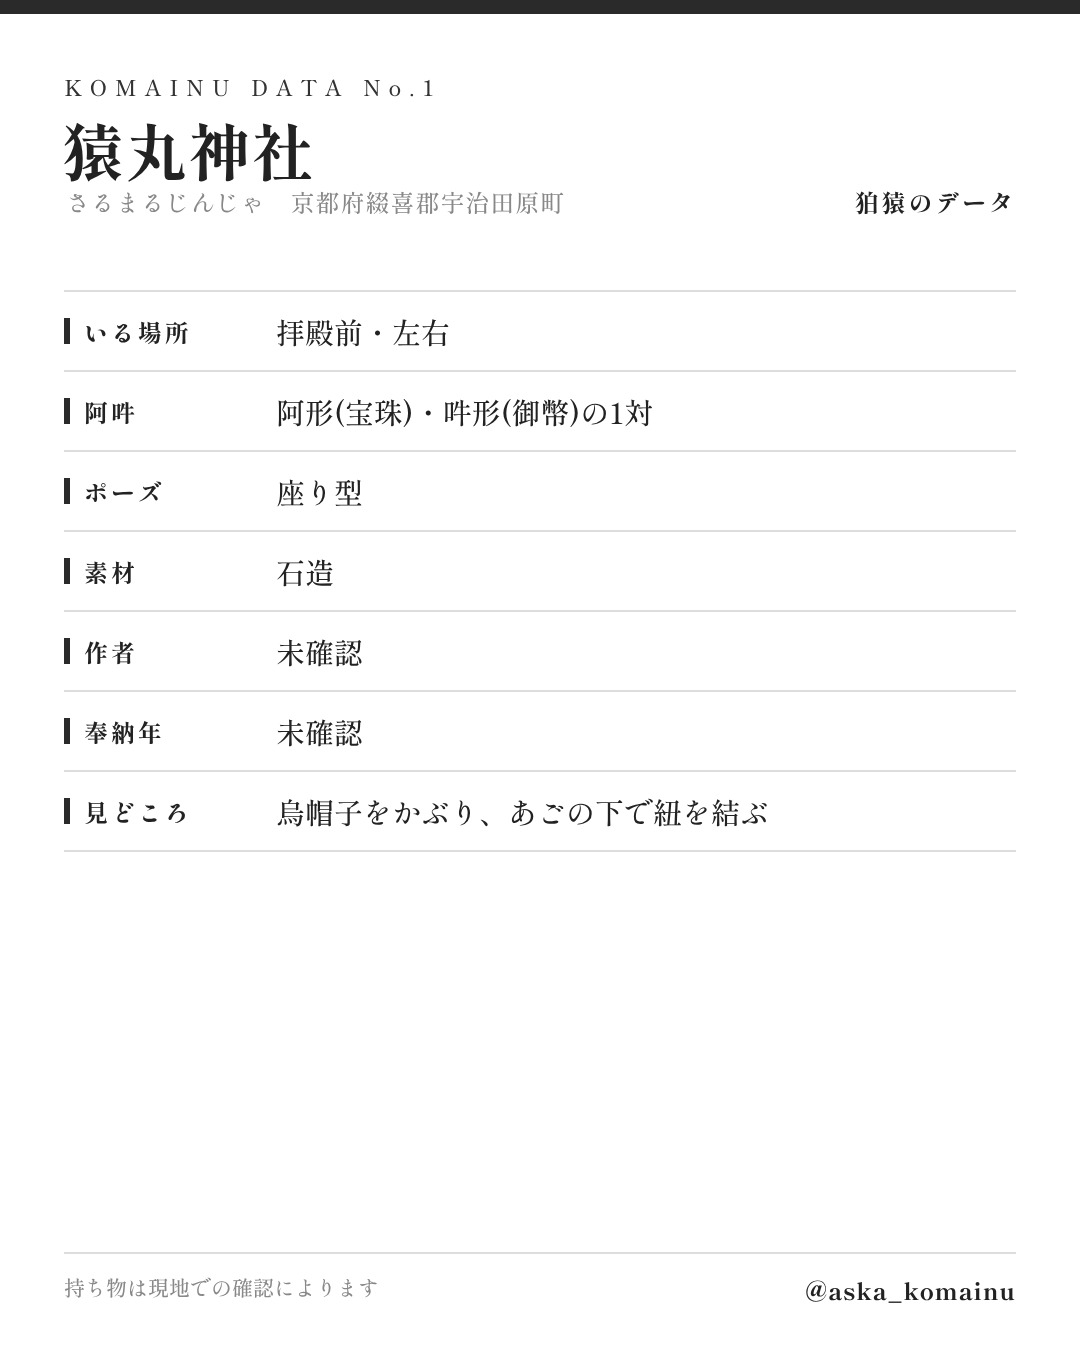 KOMAINU DATA No.1
猿丸神社
さるまるじんじゃ　京都府綴喜郡宇治田原町
狛猿のデータ
いる場所　拝殿前・左右
阿吽　阿形(宝珠)・吽形(御幣)の1対
ポーズ　座り型
素材　石造
作者　未確認
奉納年　未確認
見どころ　烏帽子をかぶり、あごの下で紐を結ぶ
持ち物は現地での確認によります
@aska_komainu